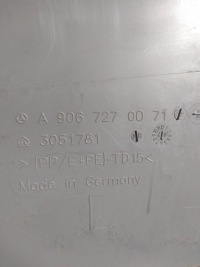 A 906 727 00 71
3051781
>(PP/E-PE)-TD15<
Made in Germany